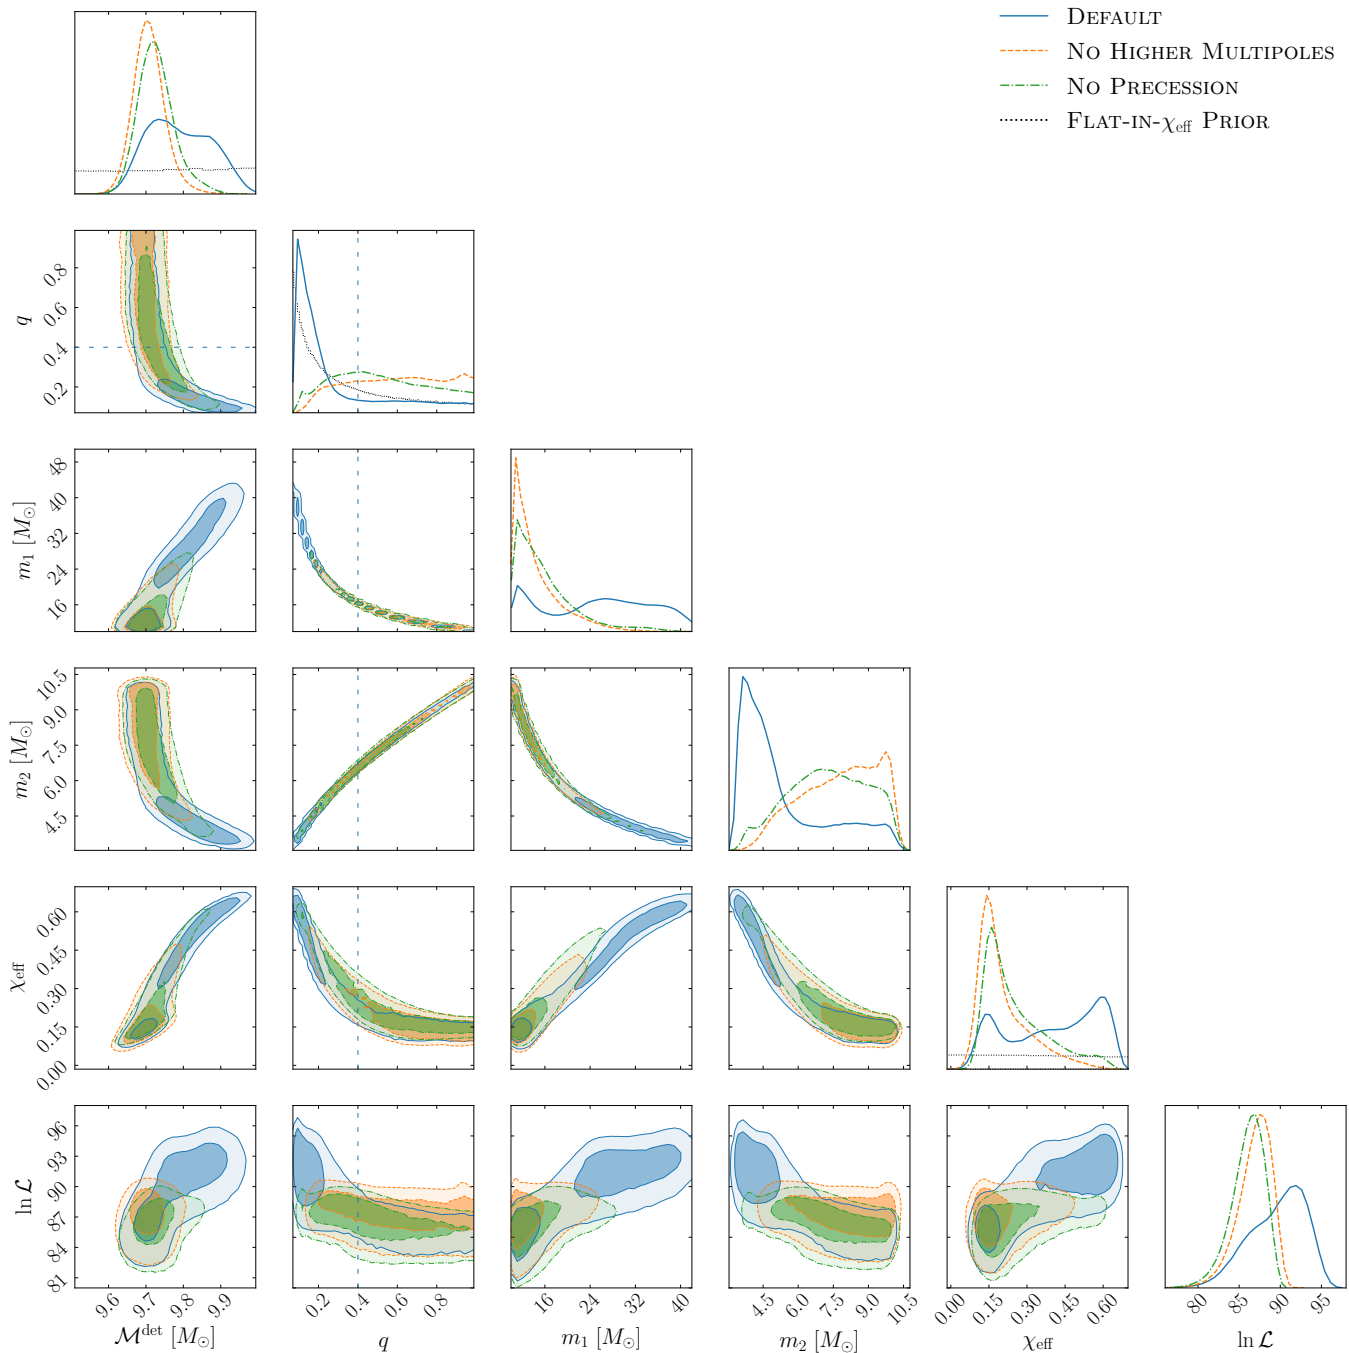 DEFAULT
NO HIGHER MULTIPOLES
NO PRECESSION
FLAT-IN-χeff PRIOR
q
0.8
0.6
0.4
0.2
m1 [M⊙]
48
40
32
24
16
m2 [M⊙]
10.5
9.0
7.5
6.0
4.5
χeff
0.60
0.45
0.30
0.15
0.00
ln ℒ
96
93
90
87
84
81
9.6 9.7 9.8 9.9 0.2 0.4 0.6 0.8 16 24 32 40 4.5 6.0 7.5 9.0 10.5 0.00 0.15 0.30 0.45 0.60 80 85 90 95
ℳdet [M⊙] q m1 [M⊙] m2 [M⊙] χeff ln ℒ